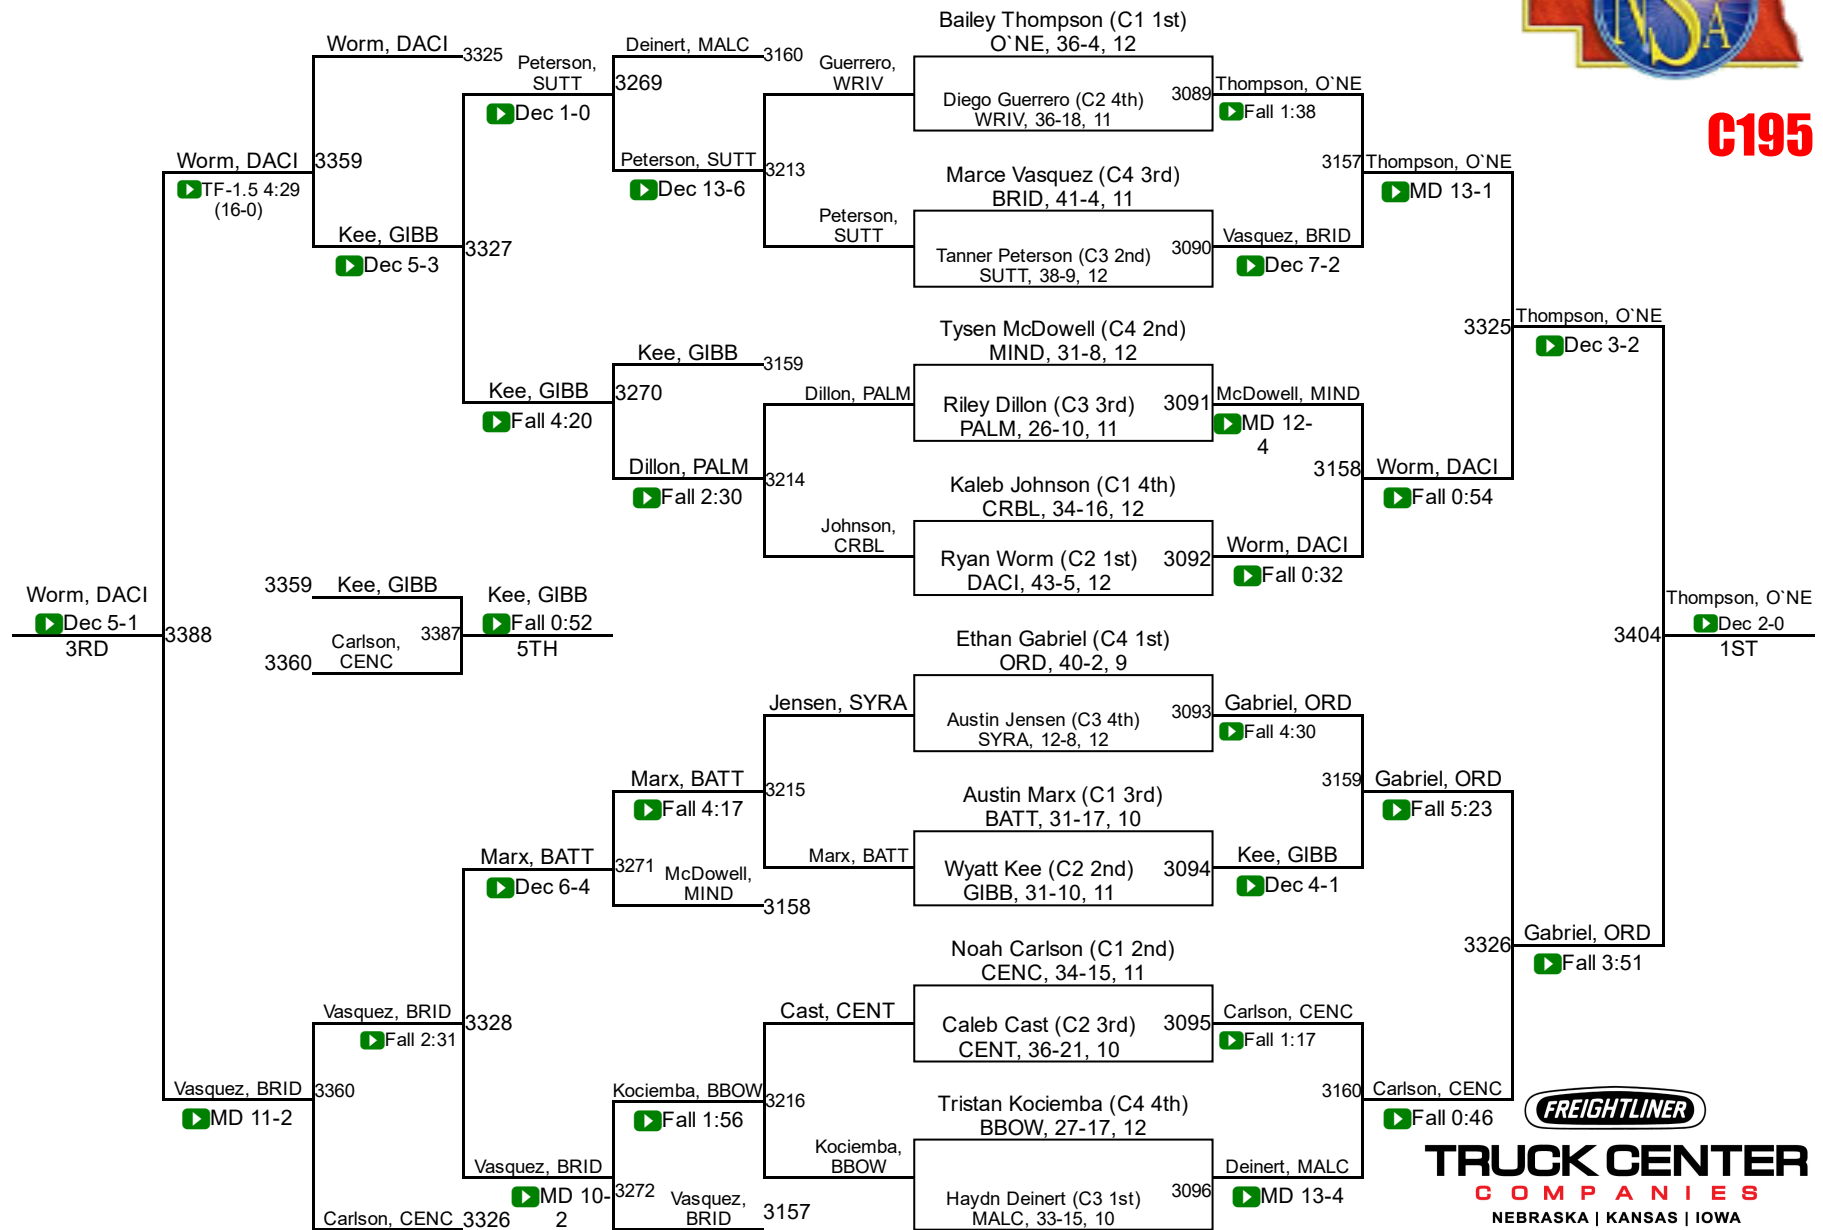 NSA
C195
Worm, DACI
3325
Peterson,
SUTT
Dec 1-0
Deinert, MALC
3160
3269
Peterson, SUTT
3213
Dec 13-6
Guerrero,
WRIV
Peterson,
SUTT
Worm, DACI
3359
TF-1.5 4:29
(16-0)
Kee, GIBB
3327
Dec 5-3
Kee, GIBB
3159
Kee, GIBB
3270
Fall 4:20
Dillon, PALM
3214
Fall 2:30
Dillon, PALM
Johnson,
CRBL
Bailey Thompson (C1 1st)
O`NE, 36-4, 12
Diego Guerrero (C2 4th)
WRIV, 36-18, 11
3089
Thompson, O`NE
Fall 1:38
Marce Vasquez (C4 3rd)
BRID, 41-4, 11
Tanner Peterson (C3 2nd)
SUTT, 38-9, 12
3090
Vasquez, BRID
Dec 7-2
3157
Thompson, O`NE
MD 13-1
Tysen McDowell (C4 2nd)
MIND, 31-8, 12
Riley Dillon (C3 3rd)
PALM, 26-10, 11
3091
McDowell, MIND
MD 12-
4
Kaleb Johnson (C1 4th)
CRBL, 34-16, 12
Ryan Worm (C2 1st)
DACI, 43-5, 12
3092
Worm, DACI
Fall 0:32
3158
Worm, DACI
Fall 0:54
3325
Thompson, O`NE
Dec 3-2
Worm, DACI
Dec 5-1
3RD
3388
3359
Kee, GIBB
3360
Carlson,
CENC
3387
Kee, GIBB
Fall 0:52
5TH
3404
Thompson, O`NE
Dec 2-0
1ST
Ethan Gabriel (C4 1st)
ORD, 40-2, 9
Austin Jensen (C3 4th)
SYRA, 12-8, 12
3093
Gabriel, ORD
Fall 4:30
Austin Marx (C1 3rd)
BATT, 31-17, 10
Wyatt Kee (C2 2nd)
GIBB, 31-10, 11
3094
Kee, GIBB
Dec 4-1
3159
Gabriel, ORD
Fall 5:23
Jensen, SYRA
Marx, BATT
3215
Fall 4:17
Marx, BATT
Marx, BATT
3271
Dec 6-4
McDowell,
MIND
3158
Noah Carlson (C1 2nd)
CENC, 34-15, 11
Caleb Cast (C2 3rd)
CENT, 36-21, 10
3095
Carlson, CENC
Fall 1:17
Tristan Kociemba (C4 4th)
BBOW, 27-17, 12
Haydn Deinert (C3 1st)
MALC, 33-15, 10
3096
Deinert, MALC
MD 13-4
3160
Carlson, CENC
Fall 0:46
3326
Gabriel, ORD
Fall 3:51
Cast, CENT
Kociemba, BBOW
3216
Fall 1:56
Kociemba,
BBOW
Vasquez, BRID
3328
Fall 2:31
Vasquez, BRID
3360
MD 11-2
Vasquez, BRID
MD 10-
2
3272
Vasquez,
BRID
3157
Carlson, CENC
3326
FREIGHTLINER
TRUCK CENTER
COMPANIES
NEBRASKA | KANSAS | IOWA